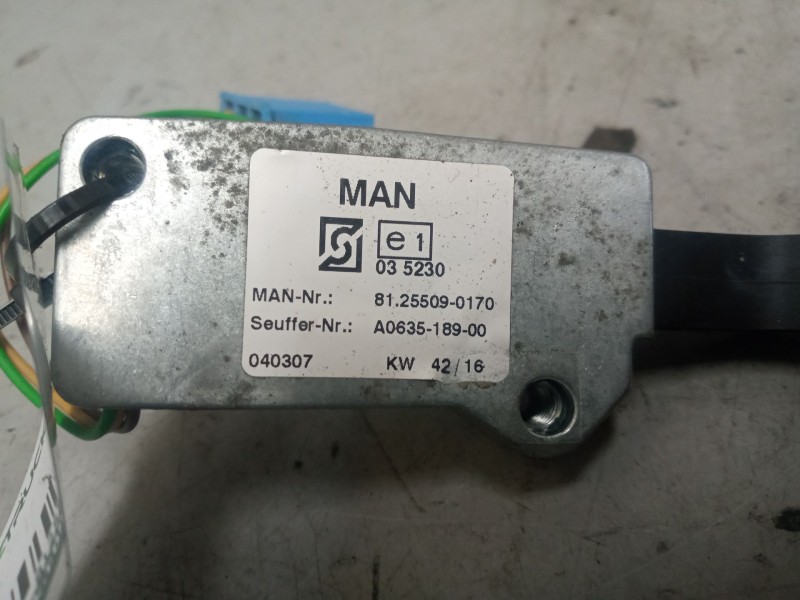 MAN
e1
03 5230
MAN-Nr.: 81.25509-0170
Seuffer-Nr.: A0635-189-00
040307 KW 42/16